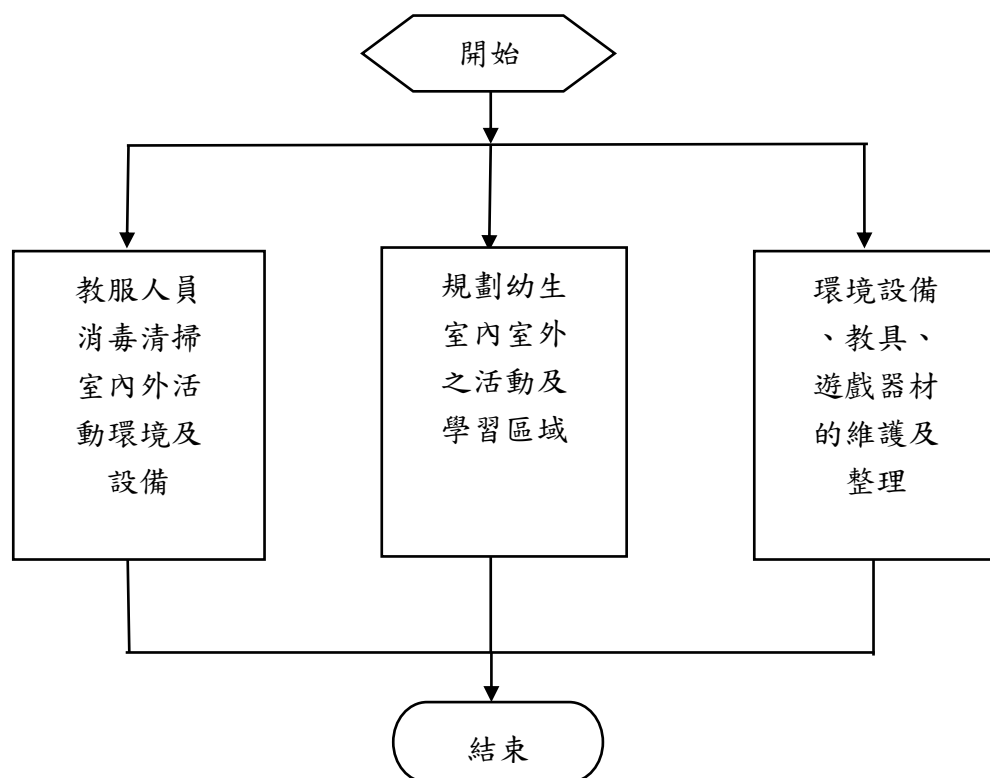 開始
教服人員
消毒清掃
室內外活
動環境及
設備
規劃幼生
室內室外
之活動及
學習區域
環境設備
、教具、
遊戲器材
的維護及
整理
結束